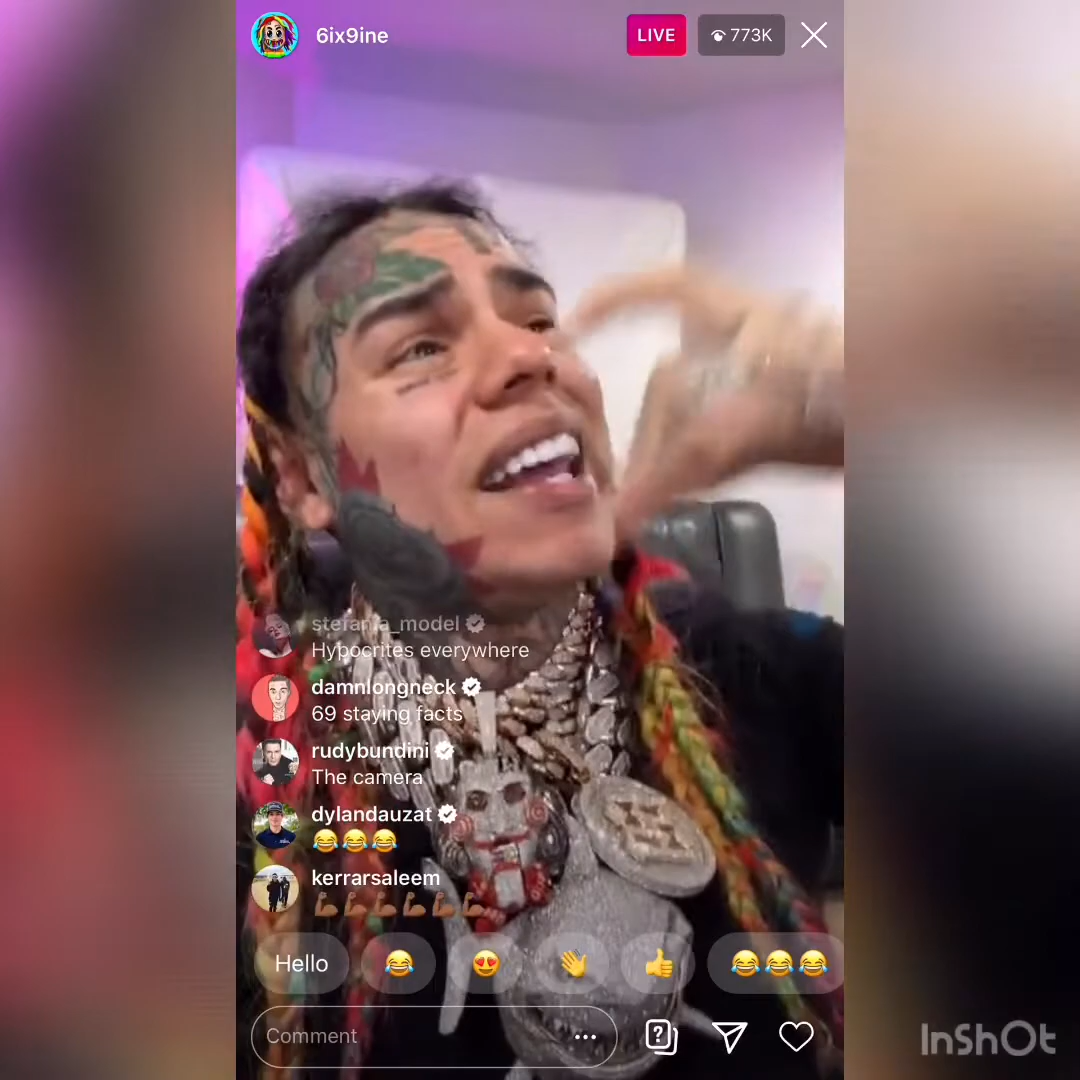 6ix9ine
LIVE
773K
stefania_model
Hypocrites everywhere
damnlongneck
69 staying facts
rudybundini
The camera
dylandauzat
😂😂😂
kerrarsaleem
💪🏾💪🏾💪🏾💪🏾💪🏾💪🏾
Hello 😂 😍 👋 👍 😂😂😂
Comment
InShOt